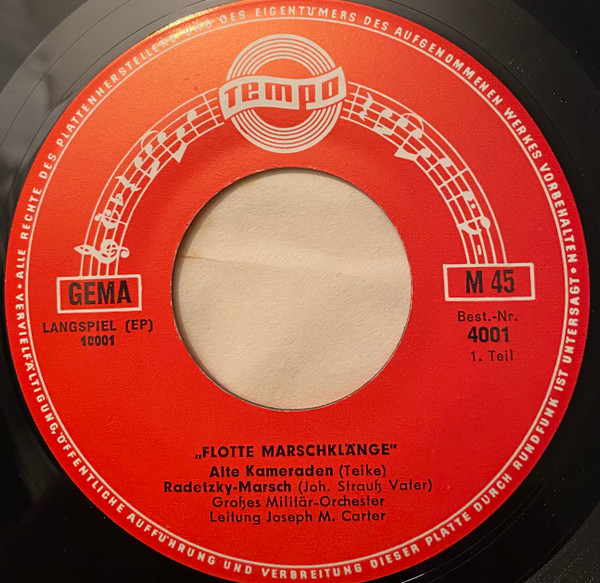 • ALLE RECHTE DES PLATTENHERSTELLERS UND DES EIGENTÜMERS DES AUFGENOMMENEN WERKES VORBEHALTEN •
VERVIELFÄLTIGUNG, ÖFFENTLICHE AUFFÜHRUNG UND VERBREITUNG DIESER PLATTE DURCH RUNDFUNK IST UNTERSAGT •
Tempo
GEMA
M 45
LANGSPIEL (EP)
10001
Best.-Nr.
4001
1. Teil
„FLOTTE MARSCHKLÄNGE"
Alte Kameraden (Teike)
Radetzky-Marsch (Joh. Strauß Vater)
Großes Militär-Orchester
Leitung Joseph M. Carter